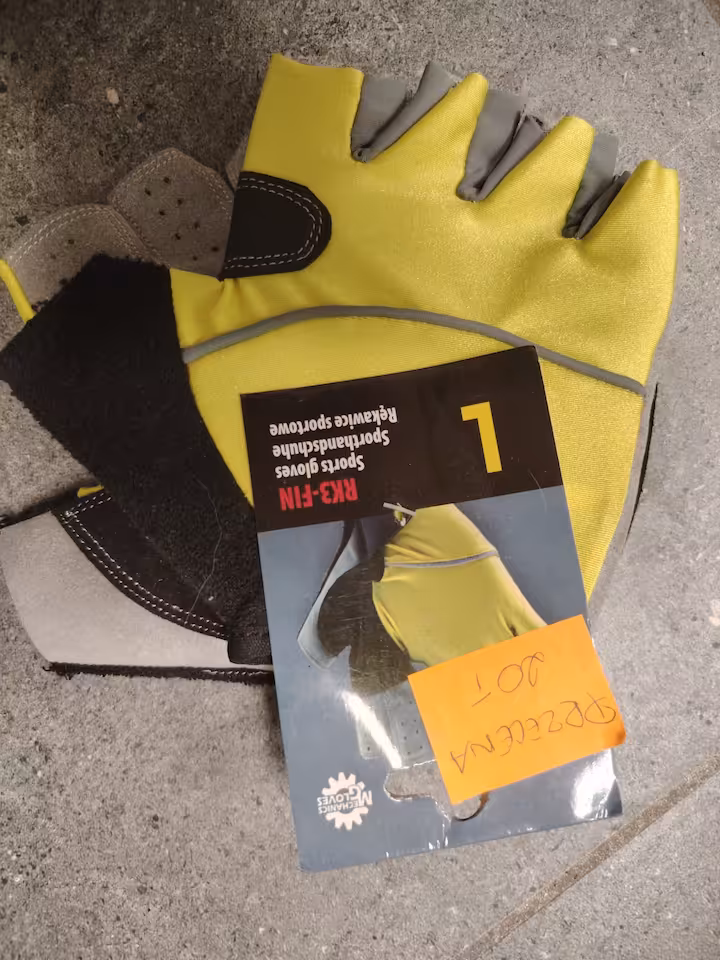 MECHANICS
GLOVES
PRZECENA
20,-
RK3-FIN
Sports gloves
Sporthandschuhe
Rękawice sportowe
L